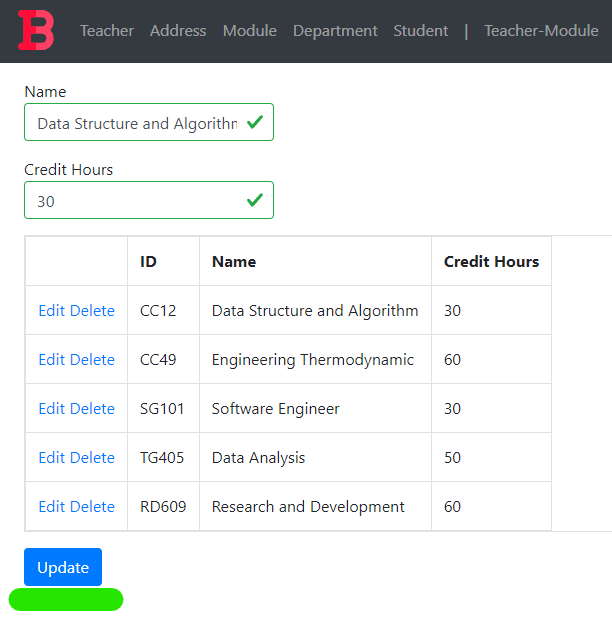 B Teacher Address Module Department Student | Teacher-Module
Name
Data Structure and Algorithm
Credit Hours
30
ID Name Credit Hours
Edit Delete CC12 Data Structure and Algorithm 30
Edit Delete CC49 Engineering Thermodynamic 60
Edit Delete SG101 Software Engineer 30
Edit Delete TG405 Data Analysis 50
Edit Delete RD609 Research and Development 60
Update